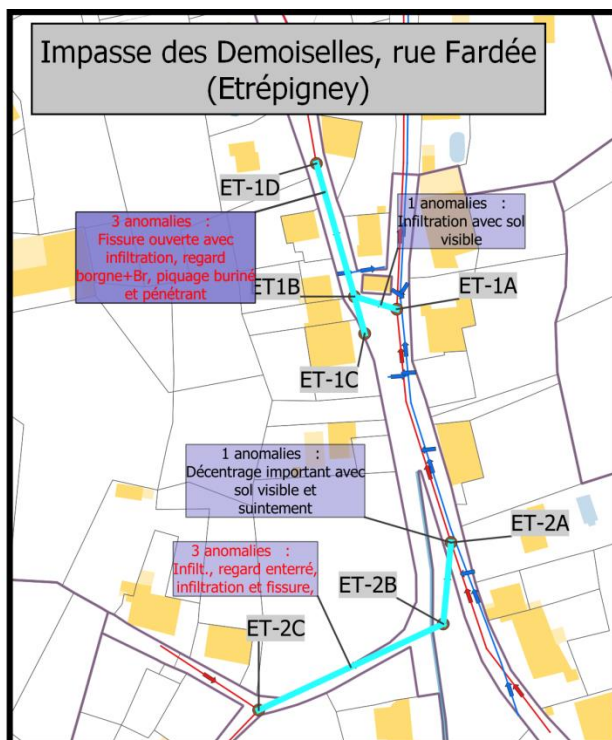 Impasse des Demoiselles, rue Fardée
(Etrépigney)
ET-1D
1 anomalies :
Infiltration avec sol
visible
3 anomalies :
Fissure ouverte avec
infiltration, regard
borgne+Br, piquage buriné
et pénétrant
ET1B
ET-1A
ET-1C
1 anomalies :
Décentrage important avec
sol visible et
suintement
ET-2A
3 anomalies :
Infilt., regard enterré,
infiltration et fissure,
ET-2B
ET-2C